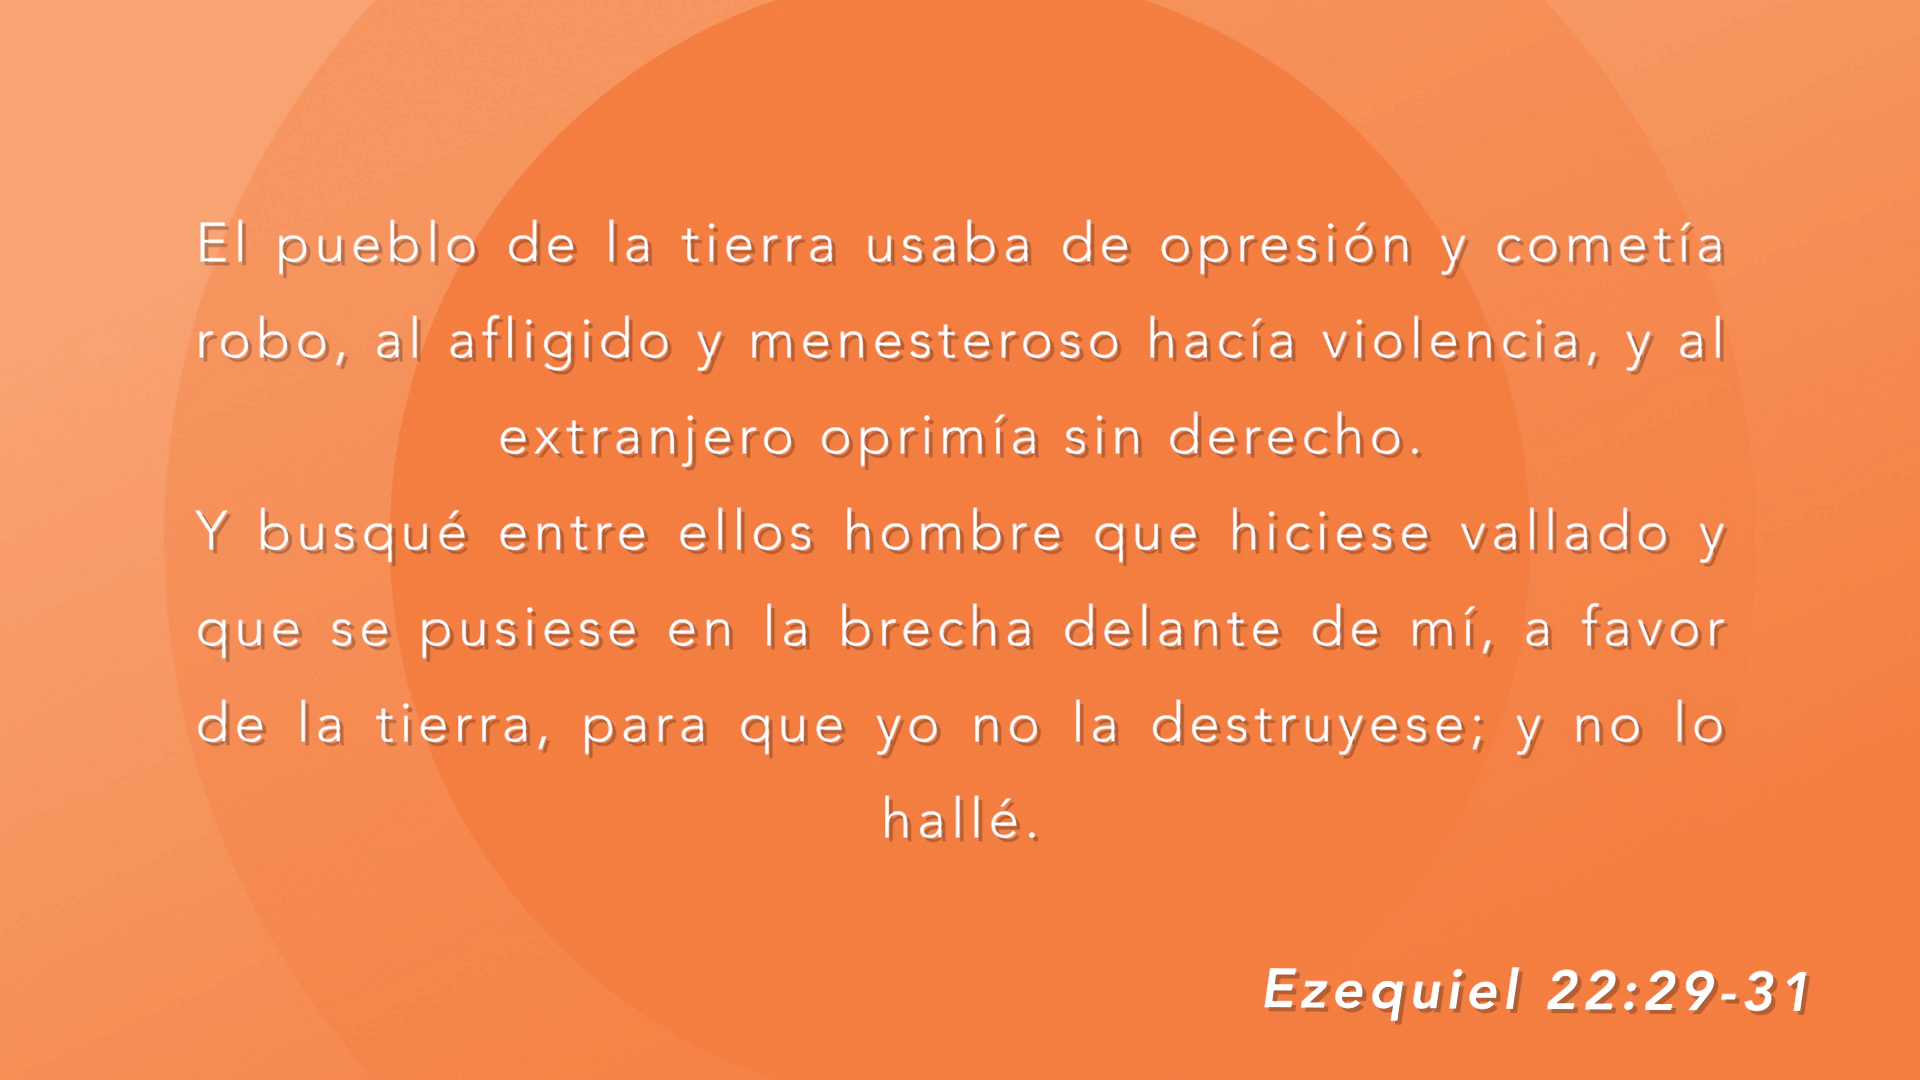 El pueblo de la tierra usaba de opresión y cometía
robo, al afligido y menesteroso hacía violencia, y al
extranjero oprimía sin derecho.
Y busqué entre ellos hombre que hiciese vallado y
que se pusiese en la brecha delante de mí, a favor
de la tierra, para que yo no la destruyese; y no lo
hallé.
Ezequiel 22:29-31